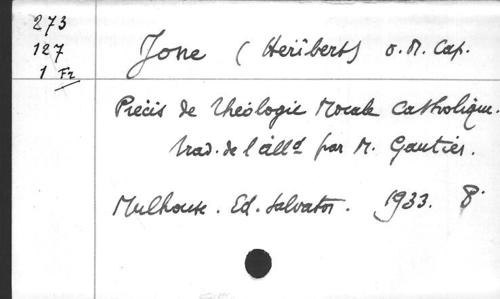 273
127
1 Fr
Jone (Heribert) O. M. Cap.
Précis de théologie Morale catholique.
trad. de l'alld par M. Gautier.
Mulhouse. Ed. Salvator. 1933. 8°